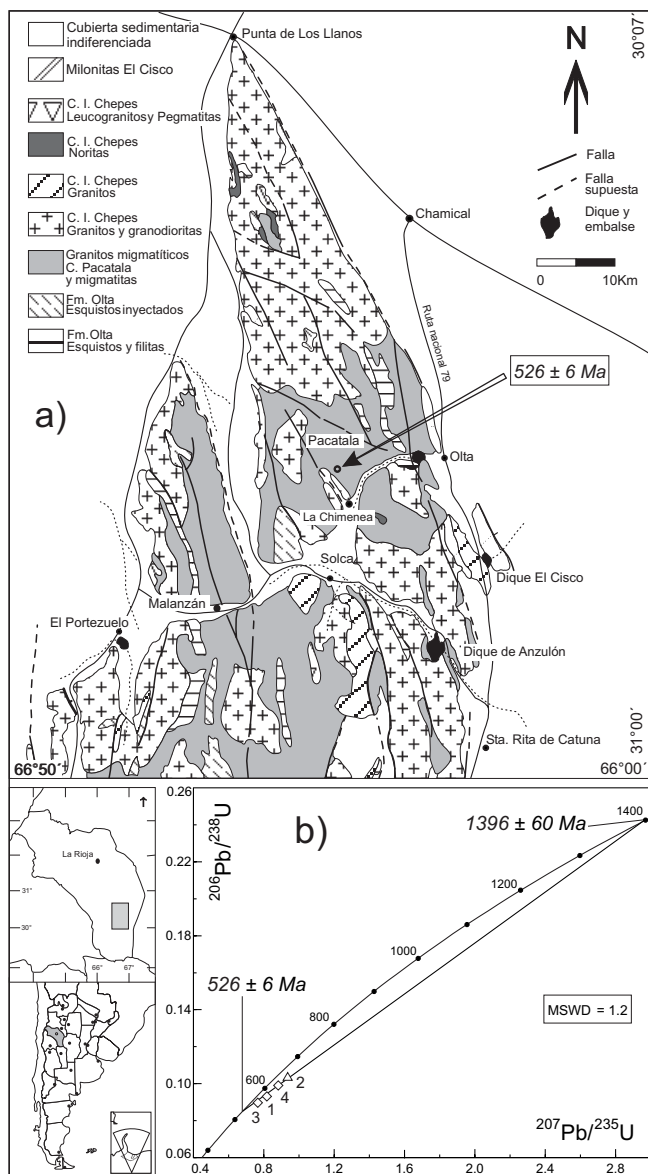 Cubierta sedimentaria
indiferenciada
Milonitas El Cisco
C. I. Chepes
Leucogranitos y Pegmatitas
C. I. Chepes
Noritas
C. I. Chepes
Granitos
C. I. Chepes
Granitos y granodioritas
Granitos migmatíticos
C. Pacatala
y migmatitas
Fm. Olta
Esquistos inyectados
Fm. Olta
Esquistos y filitas
Punta de Los Llanos
30°07´
N
Falla
Falla
supuesta
Dique y
embalse
0 10Km
Chamical
Ruta nacional 79
526 ± 6 Ma
a)
Pacatala
Olta
La Chimenea
Solca
Dique El Cisco
Malanzán
El Portezuelo
Dique de Anzulón
Sta. Rita de Catuna
31°00´
66°50´
66°00´
La Rioja
31°
30°
66°
67°
b)
206Pb/238U
0.26
0.22
0.18
0.14
0.10
0.06
1396 ± 60 Ma
1400
1200
1000
800
600
526 ± 6 Ma
MSWD = 1.2
2
4
1
3
207Pb/235U
0.4 0.8 1.2 1.6 2.0 2.4 2.8